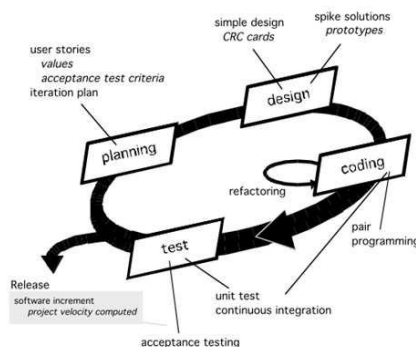 simple design
CRC cards
spike solutions
prototypes
user stories
values
acceptance test criteria
iteration plan
design
planning
coding
refactoring
test
pair
programming
Release
software increment
project velocity computed
unit test
continuous integration
acceptance testing